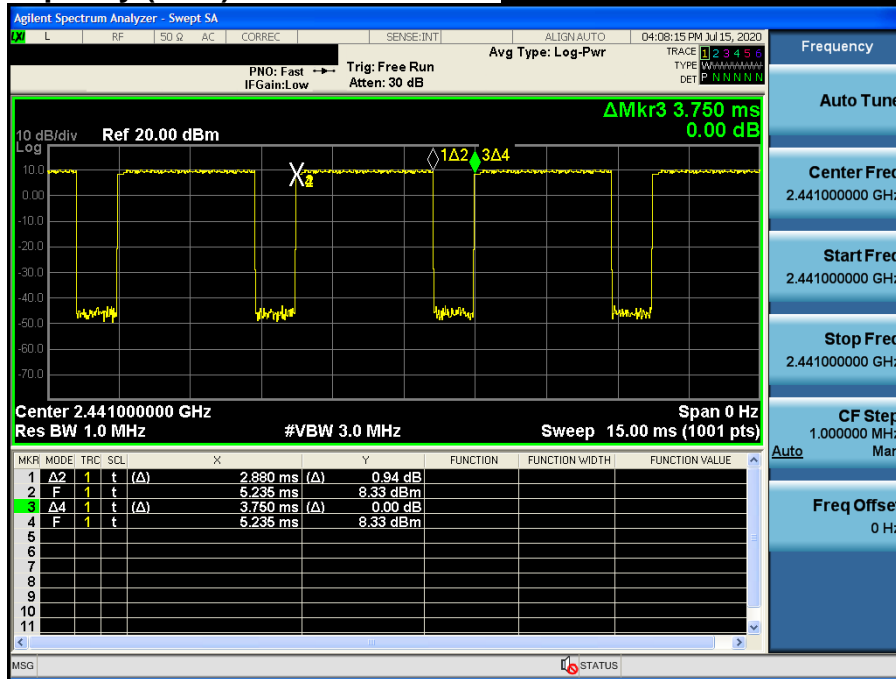 Agilent Spectrum Analyzer - Swept SA
LXI L RF 50 Ω AC CORREC SENSE:INT ALIGN AUTO 04:08:15 PM Jul 15, 2020
Avg Type: Log-Pwr TRACE 1 2 3 4 5 6
PNO: Fast Trig: Free Run TYPE
IFGain:Low Atten: 30 dB DET P N N N N N
ΔMkr3 3.750 ms
0.00 dB
10 dB/div Ref 20.00 dBm
Log
10.0
0.00
-10.0
-20.0
-30.0
-40.0
-50.0
-60.0
-70.0
1Δ2 3Δ4
Center 2.441000000 GHz Span 0 Hz
Res BW 1.0 MHz #VBW 3.0 MHz Sweep 15.00 ms (1001 pts)
MKR MODE TRC SCL X Y FUNCTION FUNCTION WIDTH FUNCTION VALUE
1 Δ2 1 t (Δ) 2.880 ms (Δ) 0.94 dB
2 F 1 t 5.235 ms 8.33 dBm
3 Δ4 1 t (Δ) 3.750 ms (Δ) 0.00 dB
4 F 1 t 5.235 ms 8.33 dBm
5
6
7
8
9
10
11
MSG STATUS
Frequency
Auto Tune
Center Freq
2.441000000 GHz
Start Freq
2.441000000 GHz
Stop Freq
2.441000000 GHz
CF Step
1.000000 MHz
Auto Man
Freq Offset
0 Hz